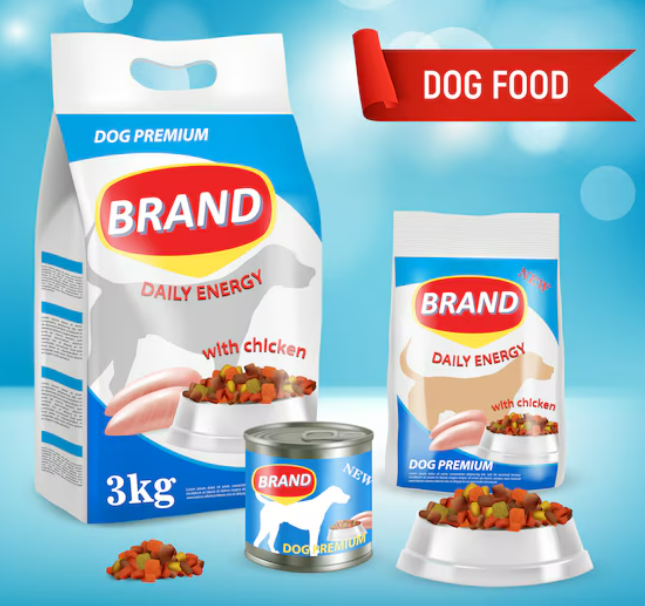 DOG FOOD
DOG PREMIUM
BRAND
DAILY ENERGY
with chicken
3kg
NEW
BRAND
DAILY ENERGY
with chicken
DOG PREMIUM
BRAND
NEW
DOG PREMIUM